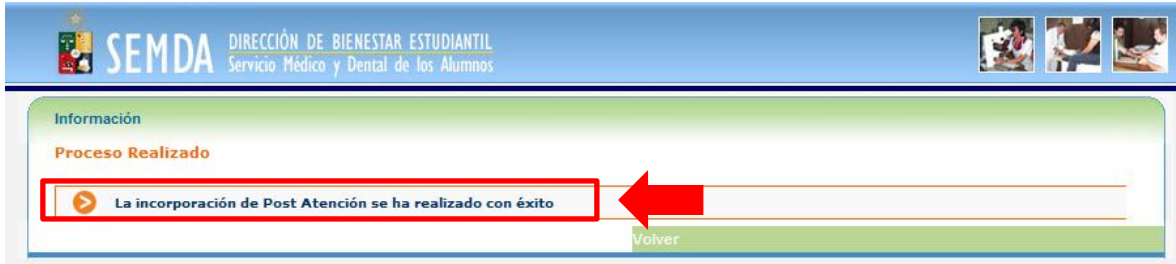 SEMDA
DIRECCIÓN DE BIENESTAR ESTUDIANTIL
Servicio Médico y Dental de los Alumnos
Información
Proceso Realizado
La incorporación de Post Atención se ha realizado con éxito
Volver